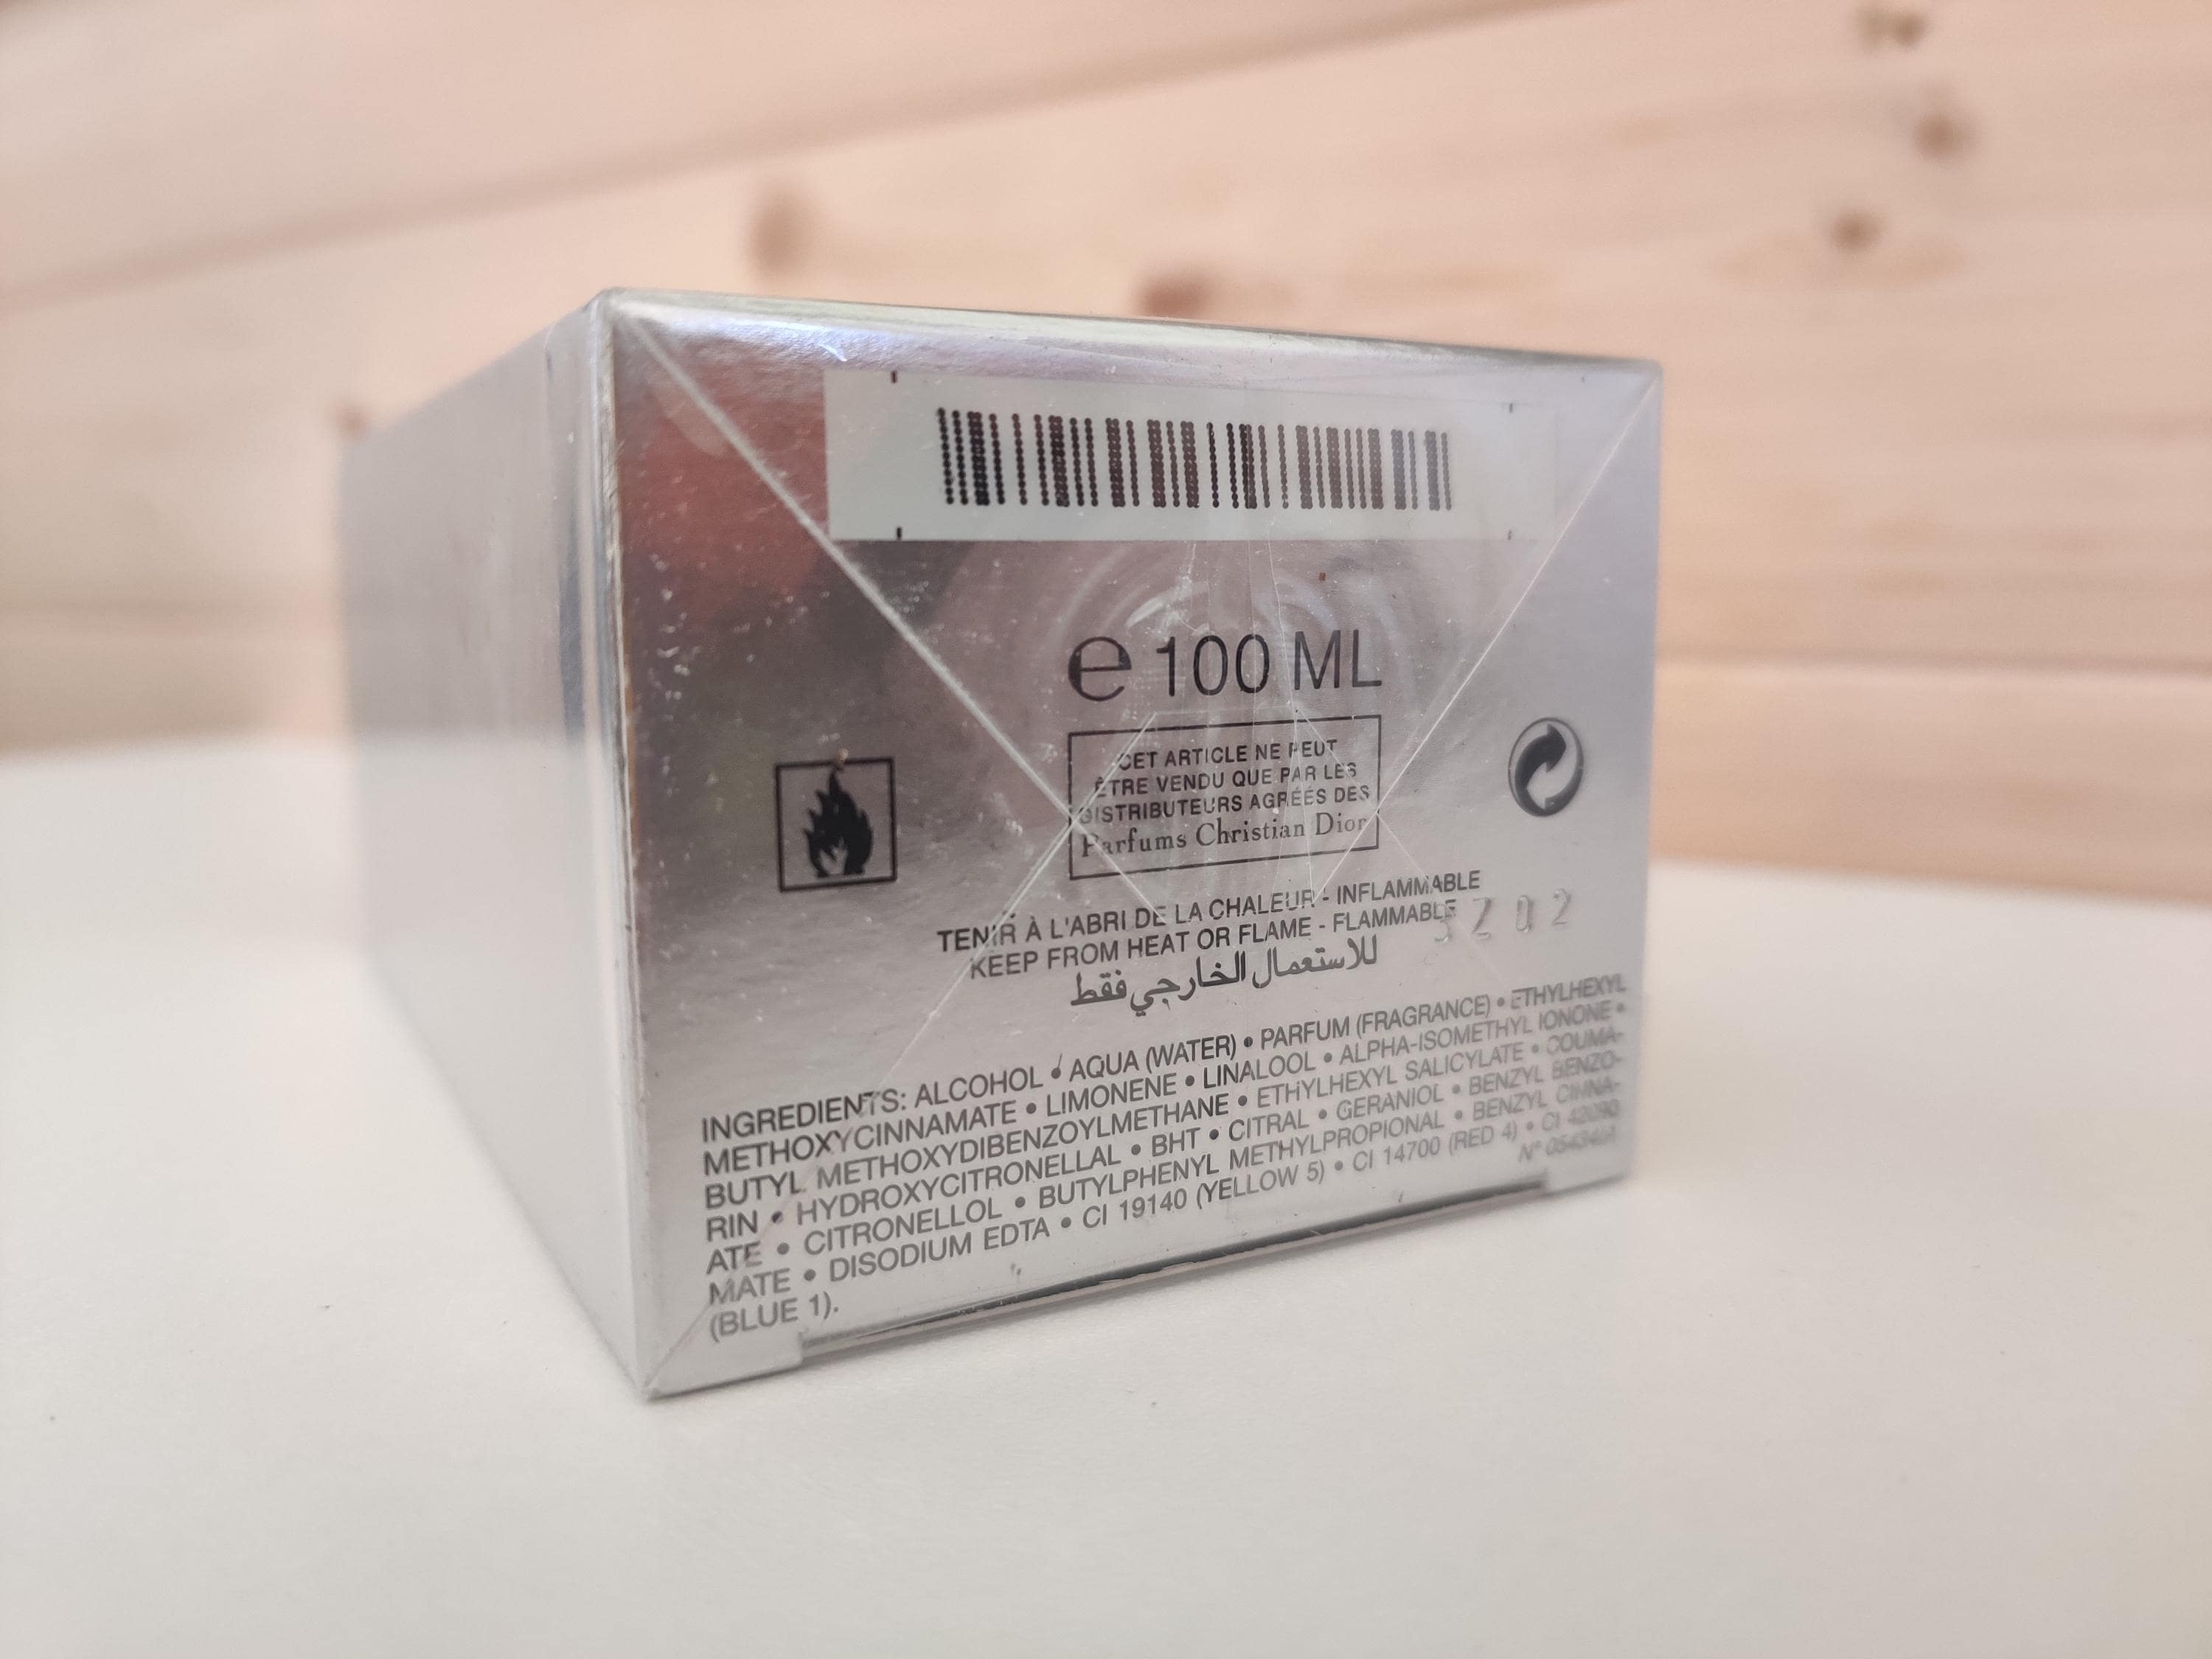 e 100 ML
CET ARTICLE NE PEUT
ÊTRE VENDU QUE PAR LES
DISTRIBUTEURS AGRÉÉS DES
Parfums Christian Dior
TENIR À L'ABRI DE LA CHALEUR - INFLAMMABLE
KEEP FROM HEAT OR FLAME - FLAMMABLE
للاستعمال الخارجي فقط
INGREDIENTS: ALCOHOL • AQUA (WATER) • PARFUM (FRAGRANCE) • ETHYLHEXYL
METHOXYCINNAMATE • LIMONENE • LINALOOL • ALPHA-ISOMETHYL IONONE •
BUTYL METHOXYDIBENZOYLMETHANE • ETHYLHEXYL SALICYLATE • COUMA-
RIN • HYDROXYCITRONELLAL • BHT • CITRAL • GERANIOL • BENZYL BENZO-
ATE • CITRONELLOL • BUTYLPHENYL METHYLPROPIONAL • BENZYL CINNA-
MATE • DISODIUM EDTA • CI 19140 (YELLOW 5) • CI 14700 (RED 4) • CI 42090
(BLUE 1).